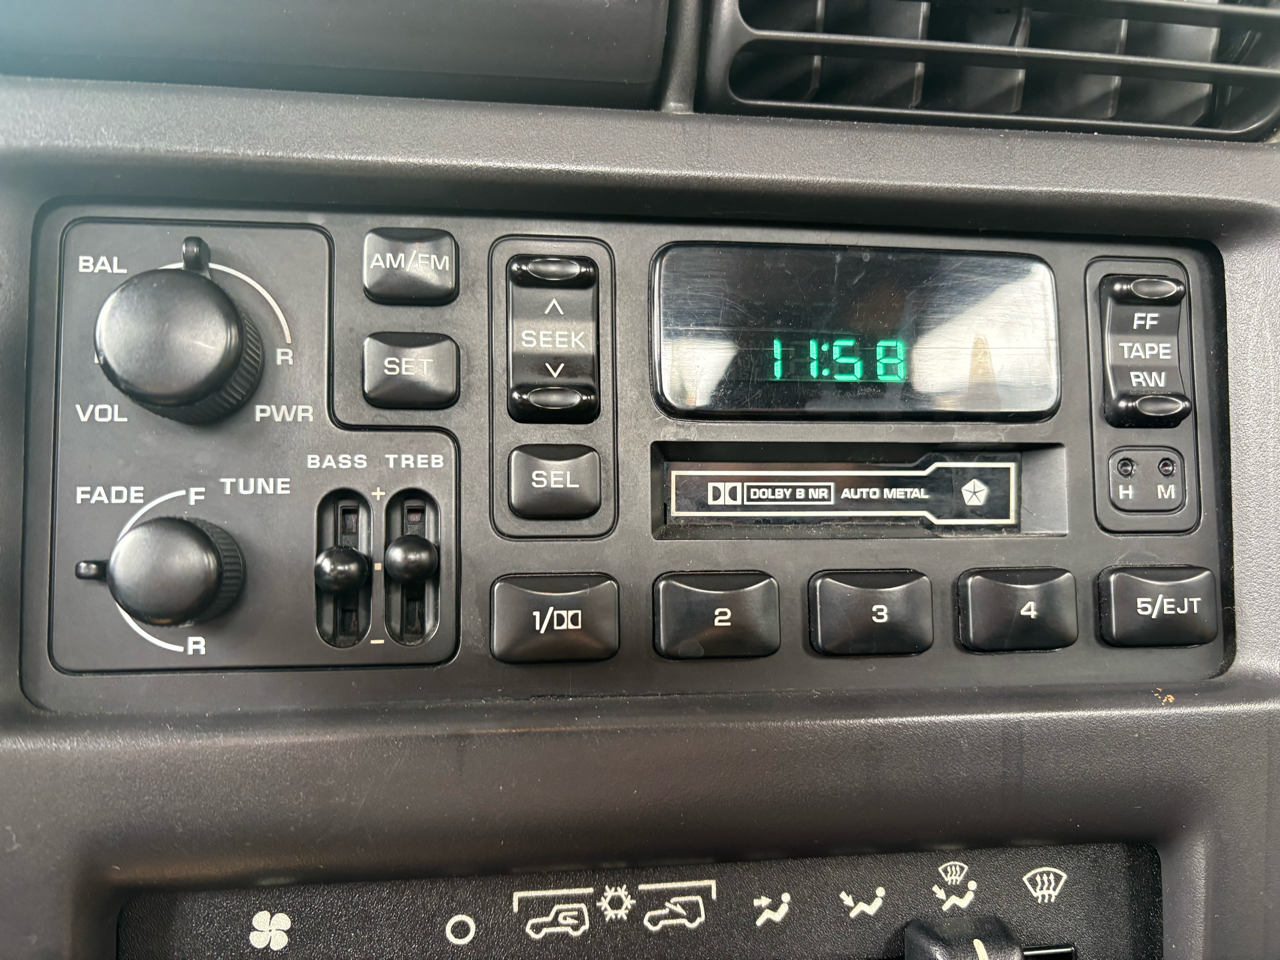 BAL
R
VOL
PWR
AM/FM
SET
SEEK
SEL
11:58
FF
TAPE
RW
H M
BASS TREB
+
-
FADE
F
TUNE
R
DOLBY B NR AUTO METAL
1/
2
3
4
5/EJT